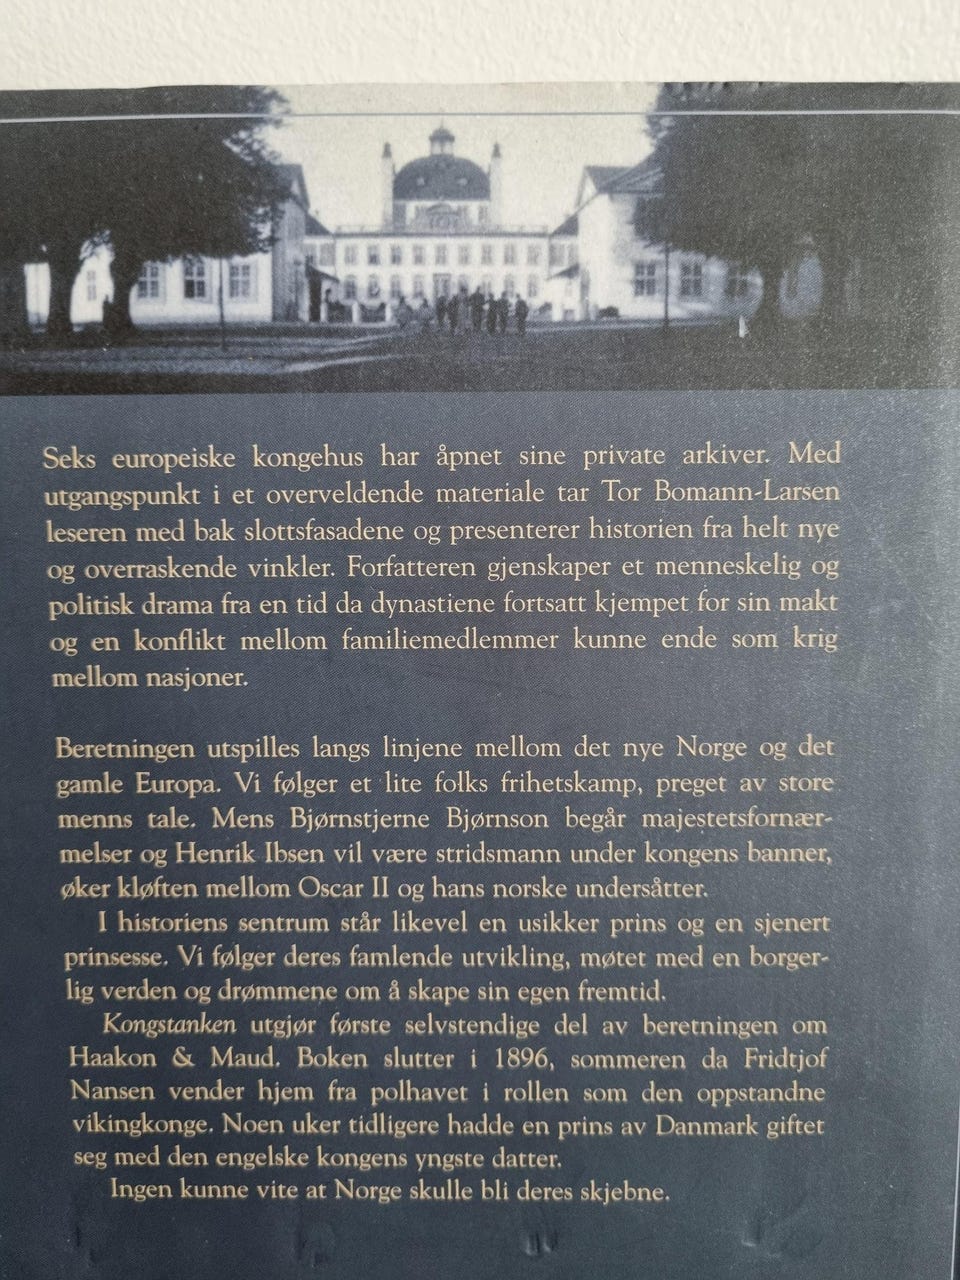 Seks europeiske kongehus har åpnet sine private arkiver. Med
utgangspunkt i et overveldende materiale tar Tor Bomann-Larsen
leseren med bak slottsfasadene og presenterer historien fra helt nye
og overraskende vinkler. Forfatteren gjenskaper et menneskelig og
politisk drama fra en tid da dynastiene fortsatt kjempet for sin makt
og en konflikt mellom familiemedlemmer kunne ende som krig
mellom nasjoner.
Beretningen utspilles langs linjene mellom det nye Norge og det
gamle Europa. Vi følger et lite folks frihetskamp, preget av store
menns tale. Mens Bjørnstjerne Bjørnson begår majestetsfornær-
melser og Henrik Ibsen vil være stridsmann under kongens banner,
øker kløften mellom Oscar II og hans norske undersåtter.
I historiens sentrum står likevel en usikker prins og en sjenert
prinsesse. Vi følger deres famlende utvikling, møtet med en borger-
lig verden og drømmene om å skape sin egen fremtid.
Kongstanken utgjør første selvstendige del av beretningen om
Haakon & Maud. Boken slutter i 1896, sommeren da Fridtjof
Nansen vender hjem fra polhavet i rollen som den oppstandne
vikingkonge. Noen uker tidligere hadde en prins av Danmark giftet
seg med den engelske kongens yngste datter.
Ingen kunne vite at Norge skulle bli deres skjebne.